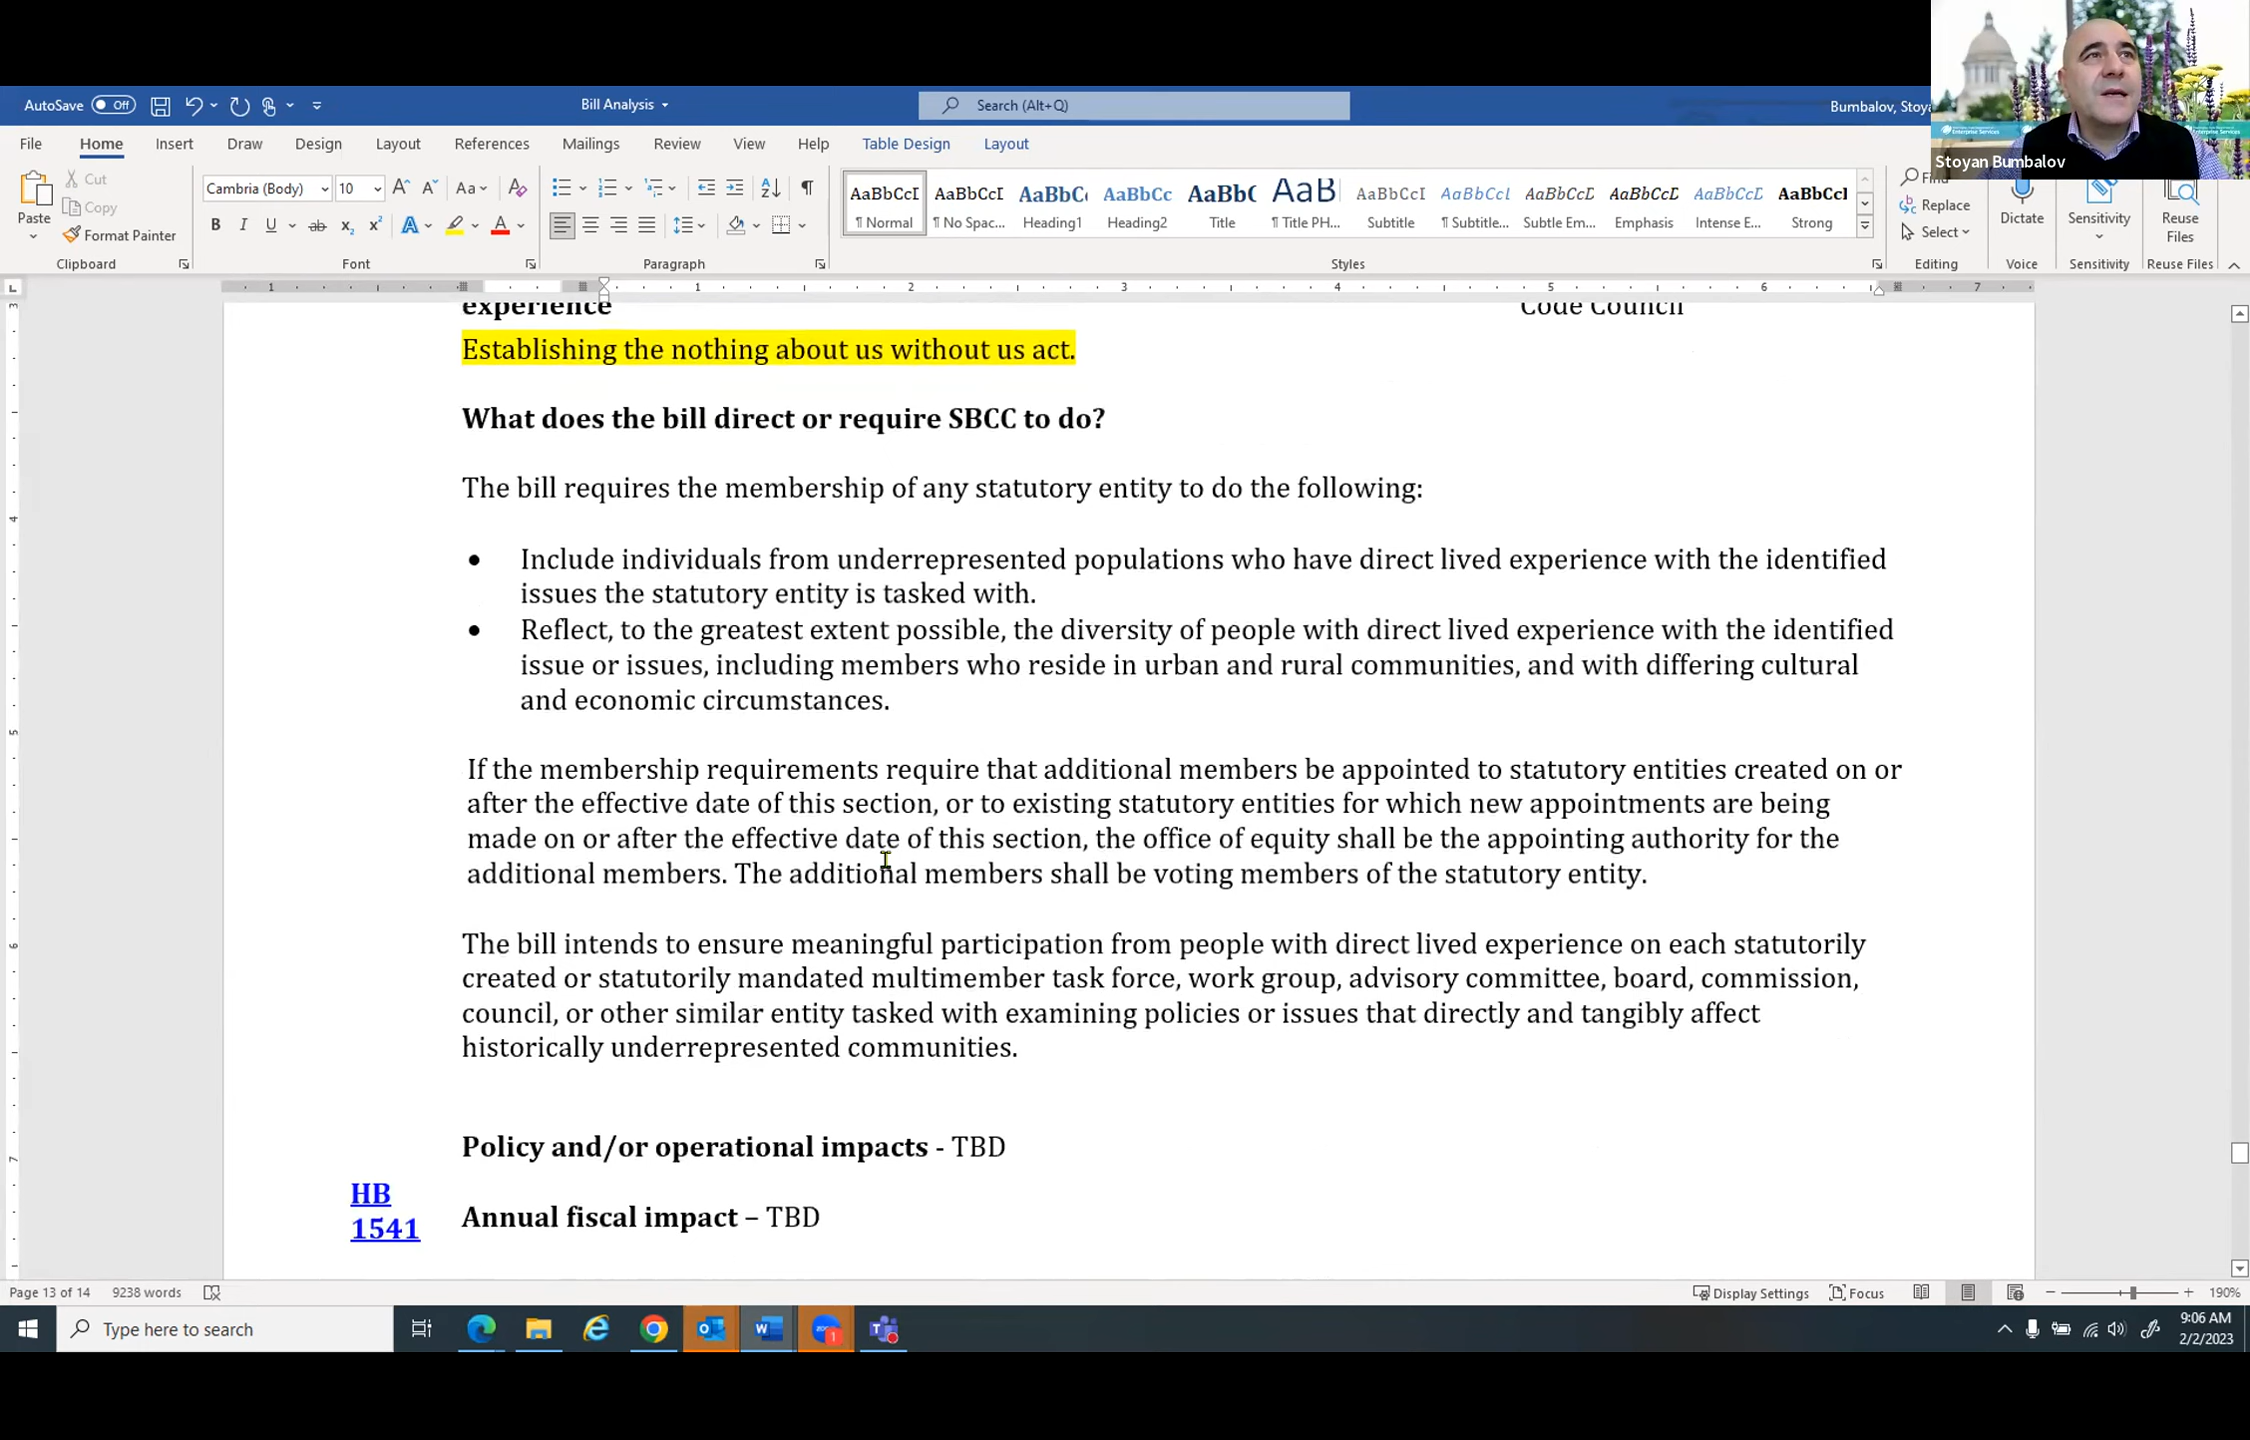 AutoSave Off
Bill Analysis
Search (Alt+Q)
Bumbalov, Stoya
Stoyan Bumbalov
File Home Insert Draw Design Layout References Mailings Review View Help Table Design Layout
Paste
Cut
Copy
Format Painter
Clipboard
Cambria (Body) 10
Font
Paragraph
AaBbCcI AaBbCcI AaBbCc AaBbCc AaBbC AaB AaBbCcI AaBbCcL AaBbCcD AaBbCcD AaBbCcD AaBbCcl
¶ Normal ¶ No Spac... Heading1 Heading2 Title ¶ Title PH... Subtitle ¶ Subtitle... Subtle Em... Emphasis Intense E... Strong
Styles
Find
Replace
Select
Editing
Dictate
Voice
Sensitivity
Sensitivity
Reuse
Files
Reuse Files
1 1 2 3 4 5 6 7
experience
Code Council
Establishing the nothing about us without us act.
What does the bill direct or require SBCC to do?
The bill requires the membership of any statutory entity to do the following:
• Include individuals from underrepresented populations who have direct lived experience with the identified
issues the statutory entity is tasked with.
• Reflect, to the greatest extent possible, the diversity of people with direct lived experience with the identified
issue or issues, including members who reside in urban and rural communities, and with differing cultural
and economic circumstances.
If the membership requirements require that additional members be appointed to statutory entities created on or
after the effective date of this section, or to existing statutory entities for which new appointments are being
made on or after the effective date of this section, the office of equity shall be the appointing authority for the
additional members. The additional members shall be voting members of the statutory entity.
The bill intends to ensure meaningful participation from people with direct lived experience on each statutorily
created or statutorily mandated multimember task force, work group, advisory committee, board, commission,
council, or other similar entity tasked with examining policies or issues that directly and tangibly affect
historically underrepresented communities.
Policy and/or operational impacts - TBD
HB
1541
Annual fiscal impact – TBD
Page 13 of 14 9238 words
Display Settings Focus 190%
Type here to search
9:06 AM
2/2/2023